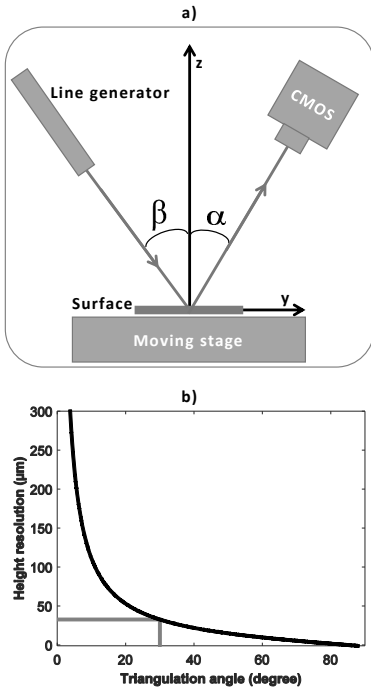 a)
z
Line generator
CMOS
β
α
Surface
y
Moving stage
b)
300
250
200
150
100
50
0
Height resolution (µm)
0 20 40 60 80
Triangulation angle (degree)